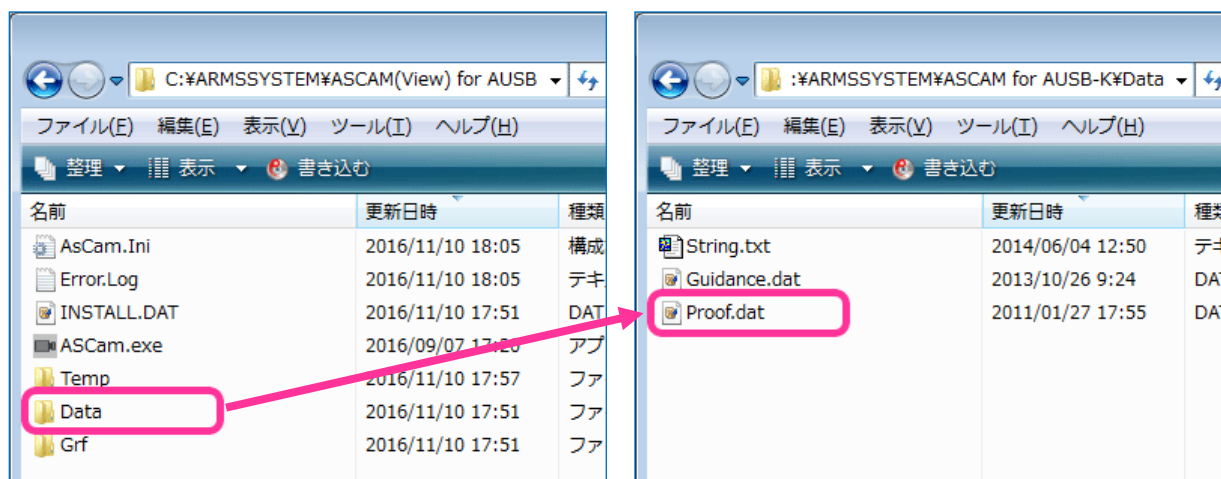 C:¥ARMSSYSTEM¥ASCAM(View) for AUSB
ファイル(F) 編集(E) 表示(V) ツール(T) ヘルプ(H)
整理 表示 書き込む
名前 更新日時 種類
AsCam.Ini 2016/11/10 18:05 構成
Error.Log 2016/11/10 18:05 テキ
INSTALL.DAT 2016/11/10 17:51 DAT
ASCam.exe 2016/09/07 17:20 アプ
Temp 2016/11/10 17:57 ファ
Data 2016/11/10 17:51 ファ
Grf 2016/11/10 17:51 ファ
:¥ARMSSYSTEM¥ASCAM for AUSB-K¥Data
ファイル(F) 編集(E) 表示(V) ツール(T) ヘルプ(H)
整理 表示 書き込む
名前 更新日時 種類
String.txt 2014/06/04 12:50 テキ
Guidance.dat 2013/10/26 9:24 DAT
Proof.dat 2011/01/27 17:55 DAT